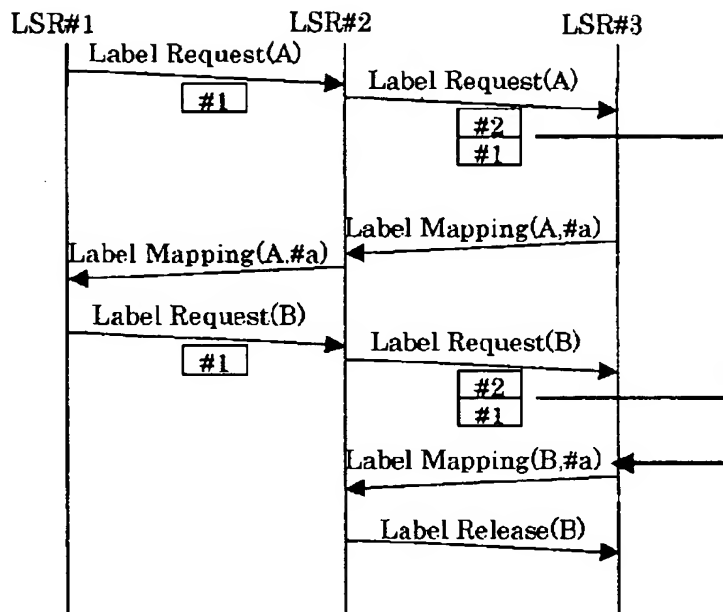 LSR#1 LSR#2 LSR#3
Label Request(A)
#1
Label Request(A)
#2
#1
Label Mapping(A,#a)
Label Mapping(A.#a)
Label Request(B)
#1
Label Request(B)
#2
#1
Label Mapping(B,#a)
Label Release(B)